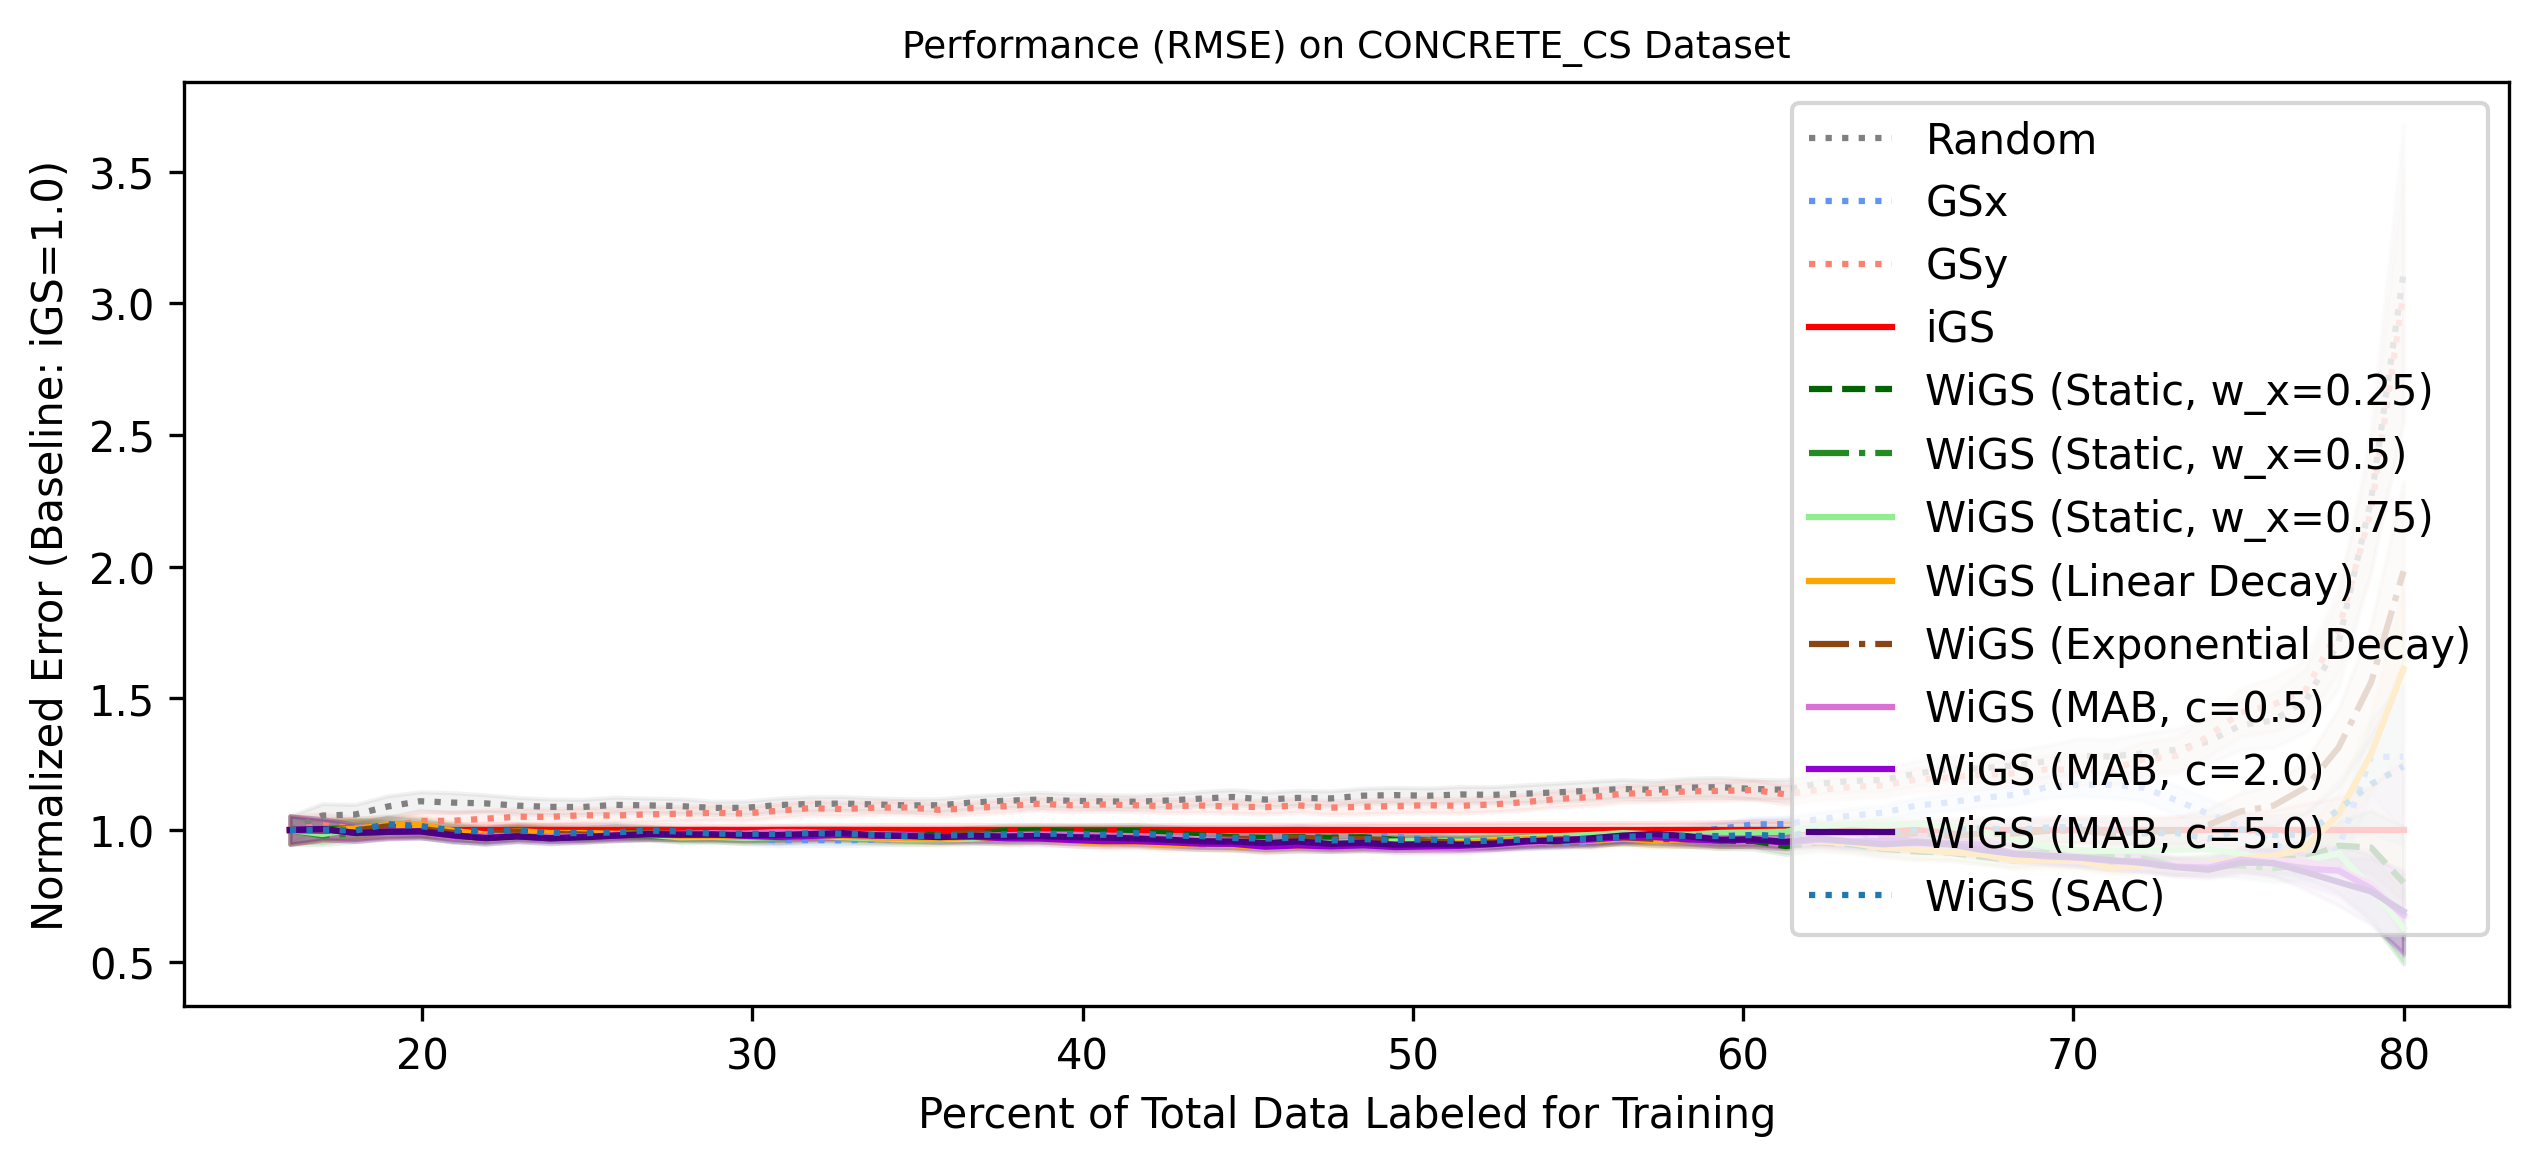 Performance (RMSE) on CONCRETE_CS Dataset
Normalized Error (Baseline: iGS=1.0)
3.5
3.0
2.5
2.0
1.5
1.0
0.5
Random
GSx
GSy
iGS
WiGS (Static, w_x=0.25)
WiGS (Static, w_x=0.5)
WiGS (Static, w_x=0.75)
WiGS (Linear Decay)
WiGS (Exponential Decay)
WiGS (MAB, c=0.5)
WiGS (MAB, c=2.0)
WiGS (MAB, c=5.0)
WiGS (SAC)
20 30 40 50 60 70 80
Percent of Total Data Labeled for Training